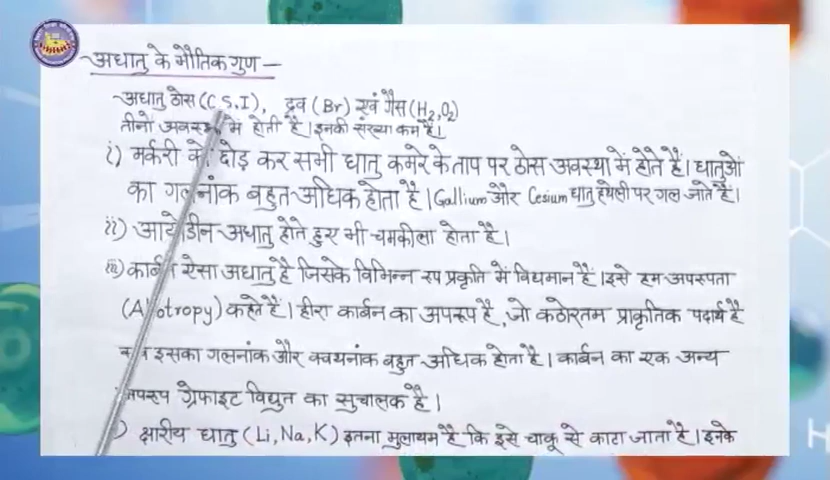 अधातु के भौतिक गुण —
अधातु ठोस (C S, I), द्रव (Br) एवं गैस (H2, O2)
तीनों अवस्था में होती है। इनकी संख्या कम है।
i) मर्करी को छोड़ कर सभी धातु कमरे के ताप पर ठोस अवस्था में होते हैं। धातुओं
का गलनांक बहुत अधिक होता है। Gallium और Cesium धातु हथेली पर गल जाते हैं।
ii) आयोडीन अधातु होते हुए भी चमकीला होता है।
iii) कार्बन ऐसा अधातु है जिसके विभिन्न रुप प्रकृति में विद्यमान हैं। इसे हम अपरुपता
(Allotropy) कहते हैं। हीरा कार्बन का अपरूप है, जो कठोरतम प्राकृतिक पदार्थ है
इसका गलनांक और क्वथनांक बहुत अधिक होता है। कार्बन का एक अन्य
अपरुप ग्रेफाइट विद्युत का सुचालक है।
) क्षारीय धातु (Li, Na, K) इतना मुलायम है कि इसे चाकू से काटा जाता है। इनके
H